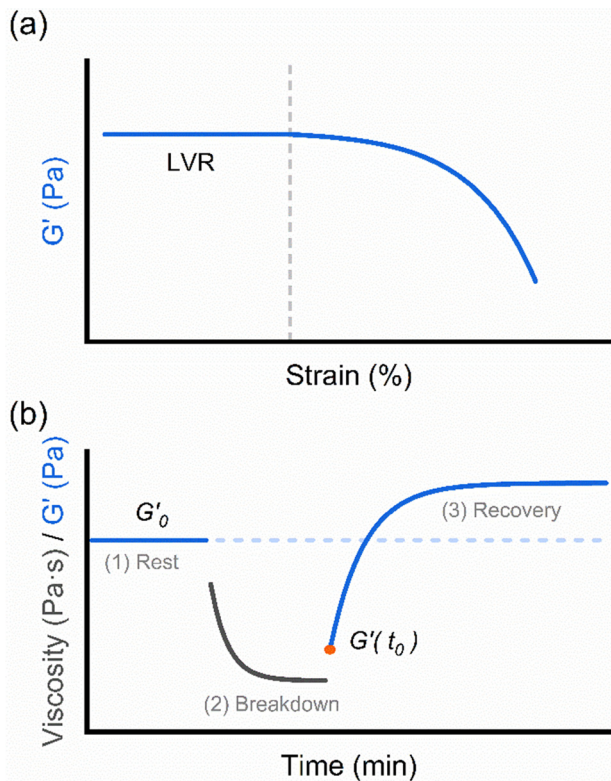 (a)
G' (Pa)
LVR
Strain (%)
(b)
Viscosity (Pa·s) / G' (Pa)
G'₀
(1) Rest
(2) Breakdown
(3) Recovery
G'(t₀)
Time (min)